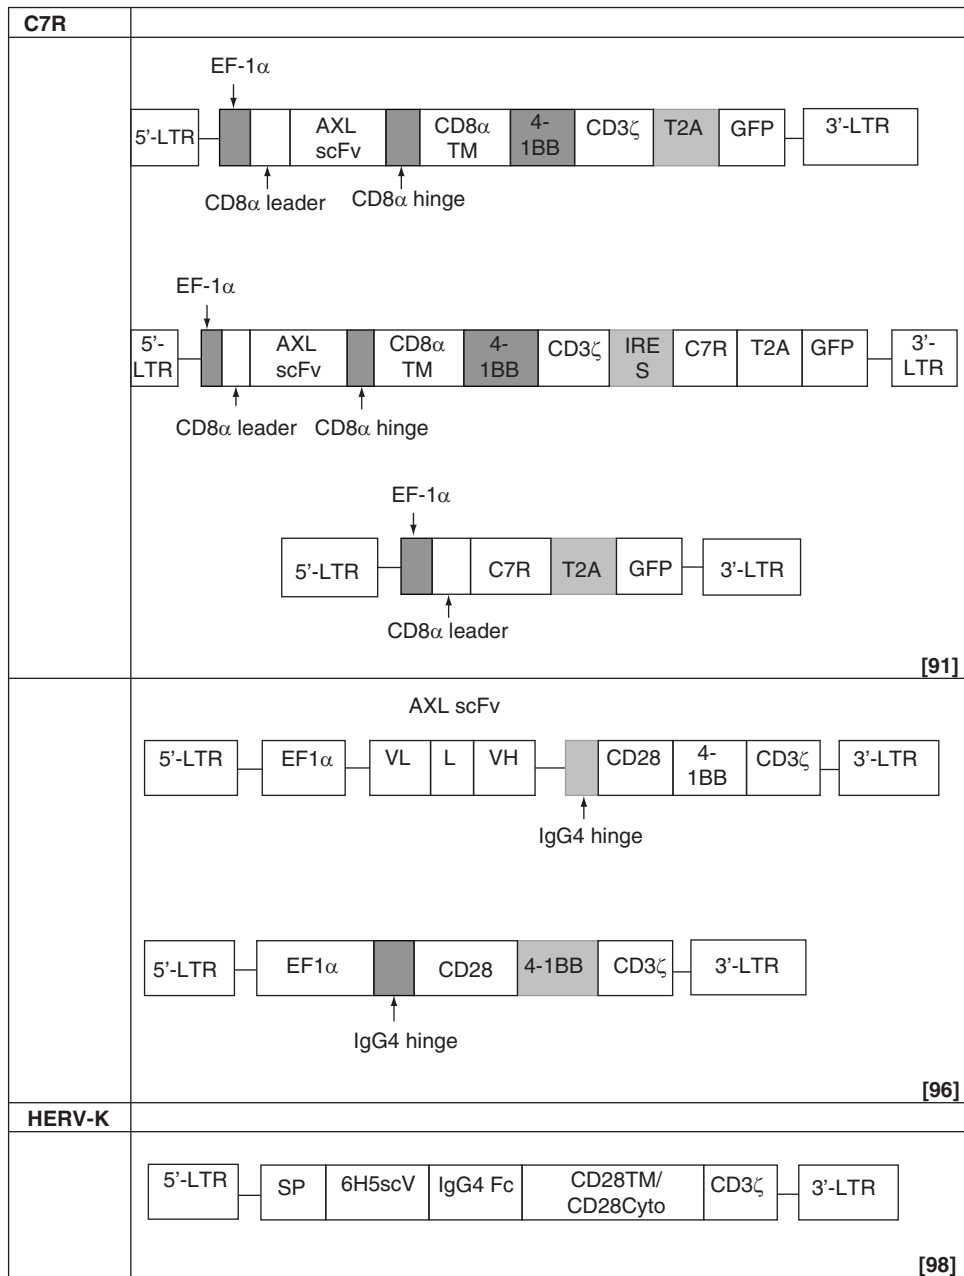 C7R
EF-1α
5'-LTR
AXL
scFv
CD8α
TM
4-
1BB
CD3ζ
T2A
GFP
3'-LTR
CD8α leader
CD8α hinge
EF-1α
5'-
LTR
AXL
scFv
CD8α
TM
4-
1BB
CD3ζ
IRE
S
C7R
T2A
GFP
3'-
LTR
CD8α leader
CD8α hinge
EF-1α
5'-LTR
C7R
T2A
GFP
3'-LTR
CD8α leader
[91]
AXL scFv
5'-LTR
EF1α
VL
L
VH
CD28
4-
1BB
CD3ζ
3'-LTR
IgG4 hinge
5'-LTR
EF1α
CD28
4-1BB
CD3ζ
3'-LTR
IgG4 hinge
[96]
HERV-K
5'-LTR
SP
6H5scV
IgG4 Fc
CD28TM/
CD28Cyto
CD3ζ
3'-LTR
[98]